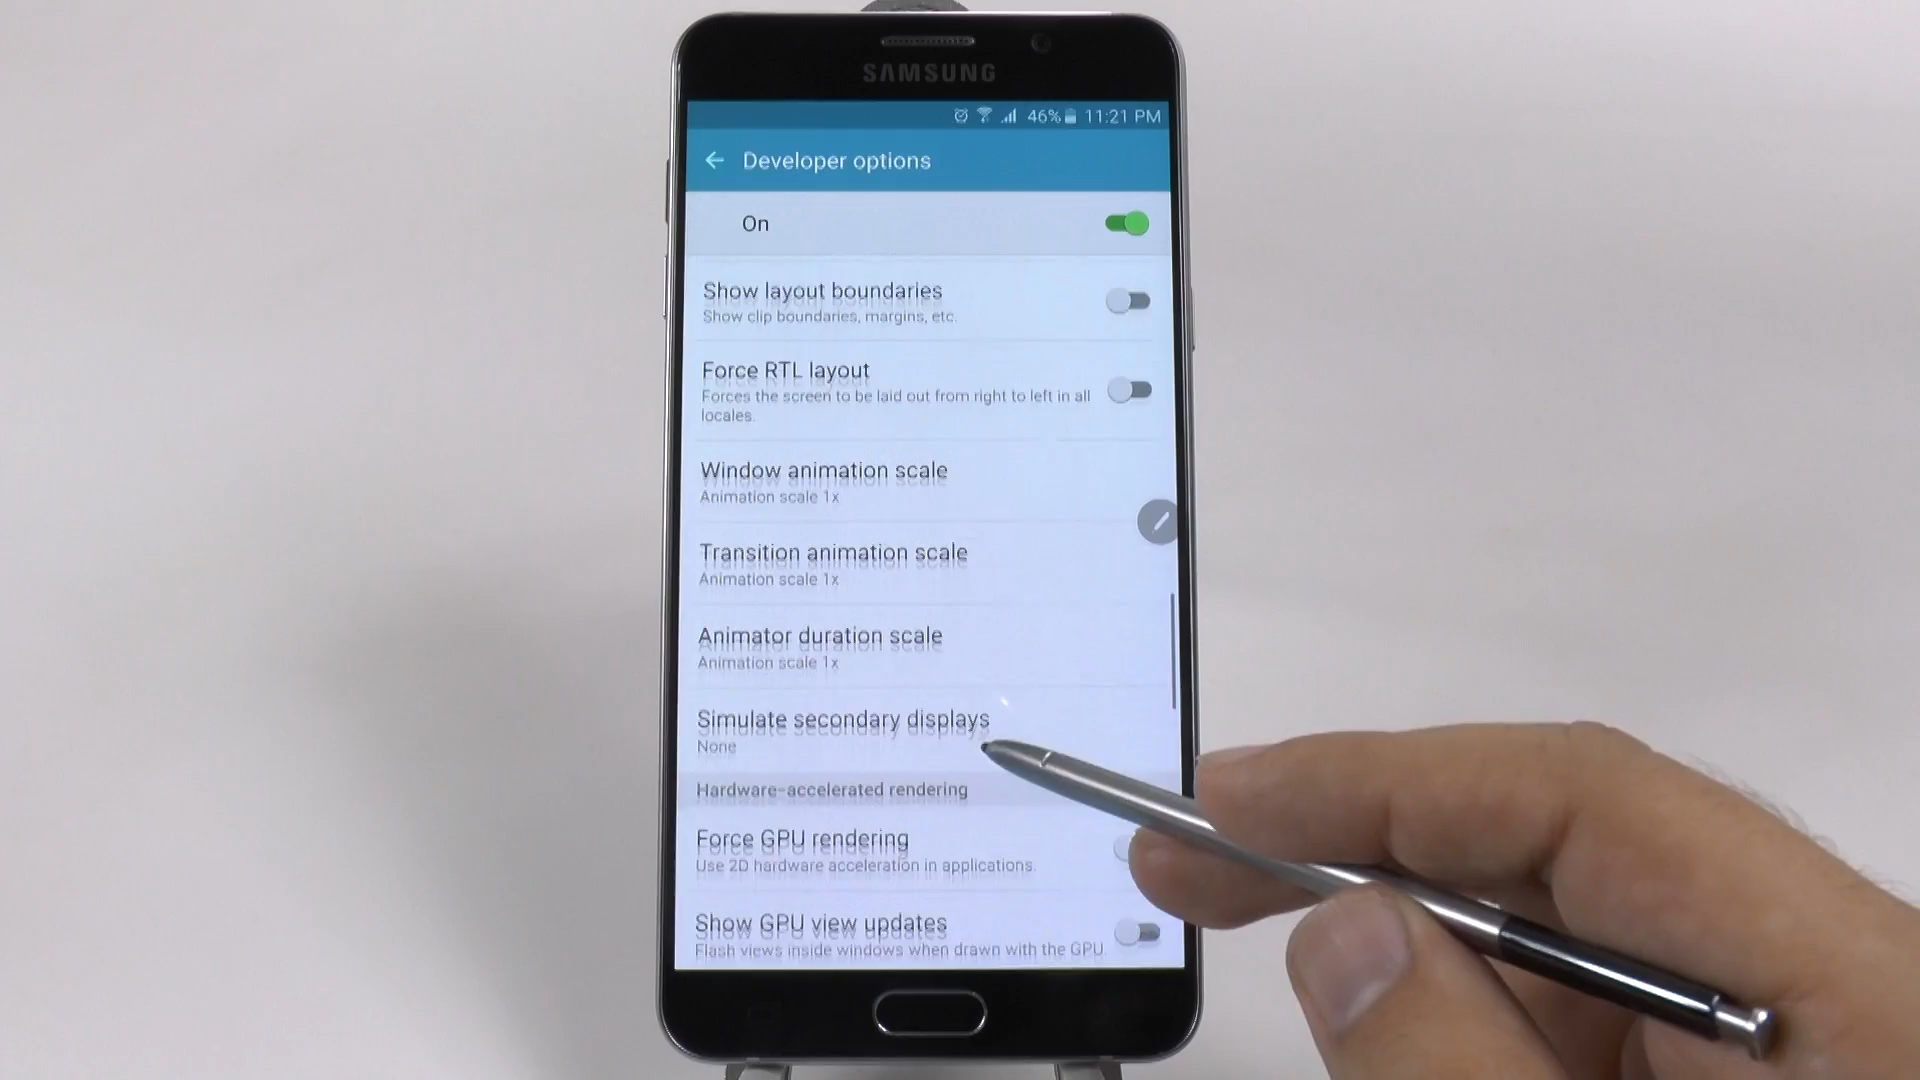 SAMSUNG
46% 11:21 PM
Developer options
On
Show layout boundaries
Show clip boundaries, margins, etc.
Force RTL layout
Forces the screen to be laid out from right to left in all
locales.
Window animation scale
Animation scale 1x
Transition animation scale
Animation scale 1x
Animator duration scale
Animation scale 1x
Simulate secondary displays
None
Hardware-accelerated rendering
Force GPU rendering
Use 2D hardware acceleration in applications.
Show GPU view updates
Flash views inside windows when drawn with the GPU.